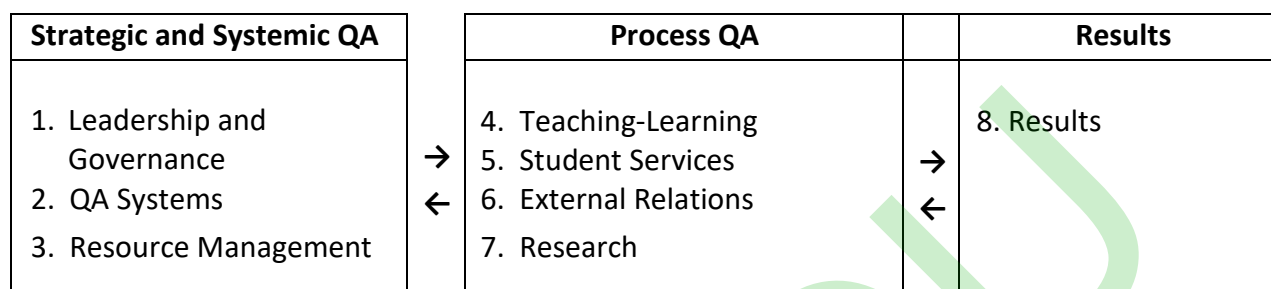 Strategic and Systemic QA
1. Leadership and
Governance
2. QA Systems
3. Resource Management
→
←
Process QA
4. Teaching-Learning
5. Student Services
6. External Relations
7. Research
→
←
Results
8. Results